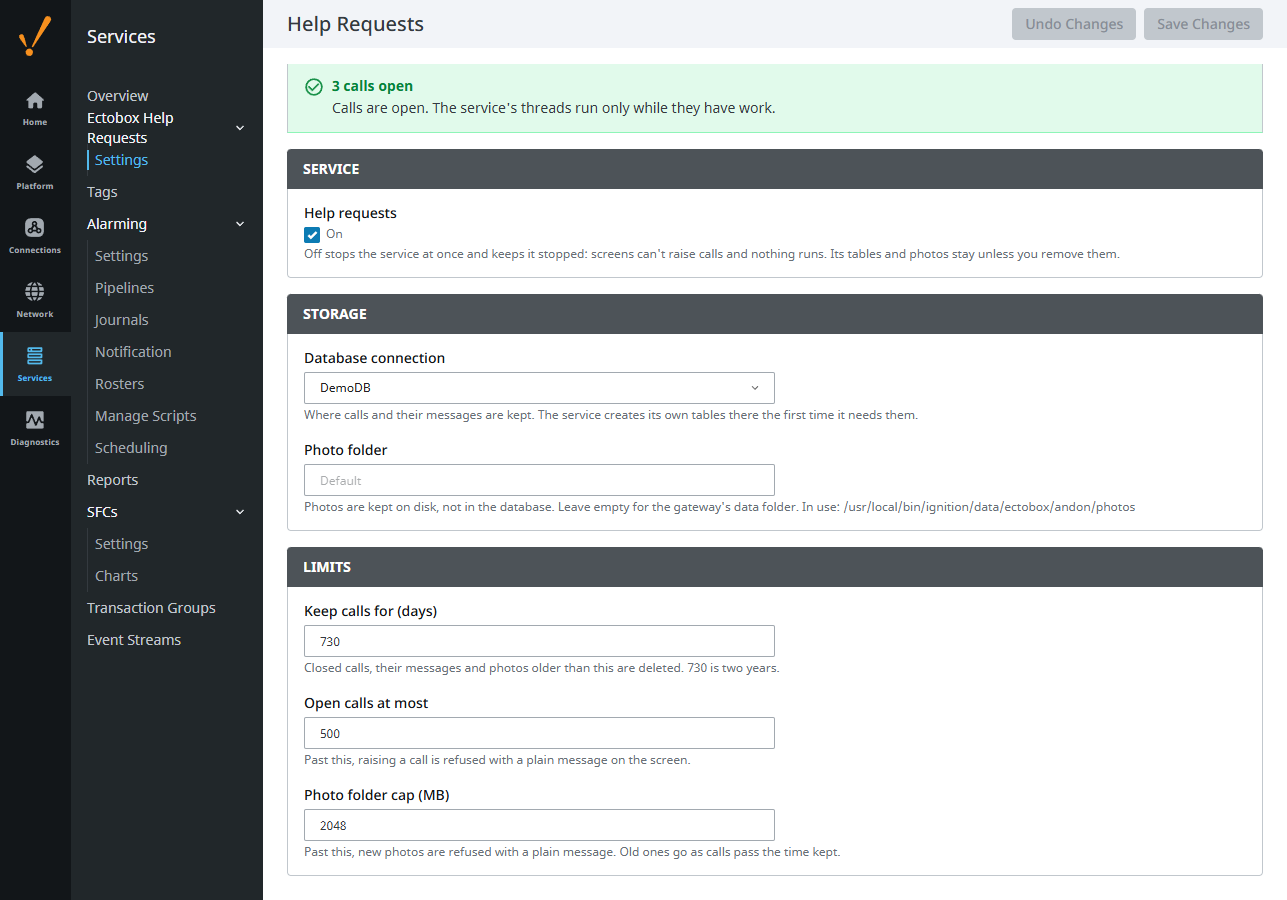 Services
Home
Platform
Connections
Network
Services
Diagnostics
Overview
Ectobox Help
Requests
Settings
Tags
Alarming
Settings
Pipelines
Journals
Notification
Rosters
Manage Scripts
Scheduling
Reports
SFCs
Settings
Charts
Transaction Groups
Event Streams
Help Requests
Undo Changes
Save Changes
3 calls open
Calls are open. The service's threads run only while they have work.
SERVICE
Help requests
On
Off stops the service at once and keeps it stopped: screens can't raise calls and nothing runs. Its tables and photos stay unless you remove them.
STORAGE
Database connection
DemoDB
Where calls and their messages are kept. The service creates its own tables there the first time it needs them.
Photo folder
Default
Photos are kept on disk, not in the database. Leave empty for the gateway's data folder. In use: /usr/local/bin/ignition/data/ectobox/andon/photos
LIMITS
Keep calls for (days)
730
Closed calls, their messages and photos older than this are deleted. 730 is two years.
Open calls at most
500
Past this, raising a call is refused with a plain message on the screen.
Photo folder cap (MB)
2048
Past this, new photos are refused with a plain message. Old ones go as calls pass the time kept.